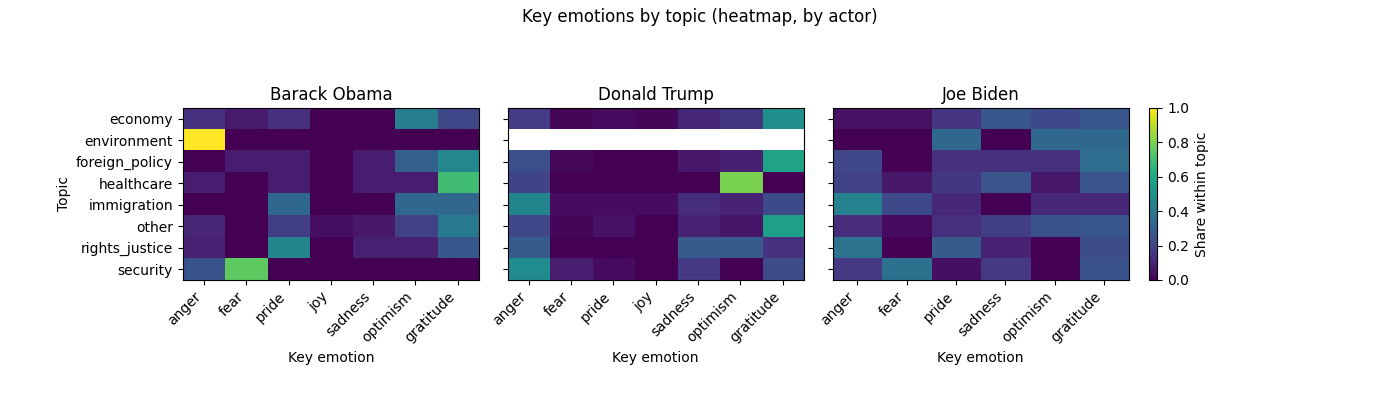 Key emotions by topic (heatmap, by actor)
Barack Obama
Donald Trump
Joe Biden
Topic
economy
environment
foreign_policy
healthcare
immigration
other
rights_justice
security
anger
fear
pride
joy
sadness
optimism
gratitude
Key emotion
anger
fear
pride
joy
sadness
optimism
gratitude
Key emotion
anger
fear
pride
sadness
optimism
gratitude
Key emotion
1.0
0.8
0.6
0.4
0.2
0.0
Share within topic